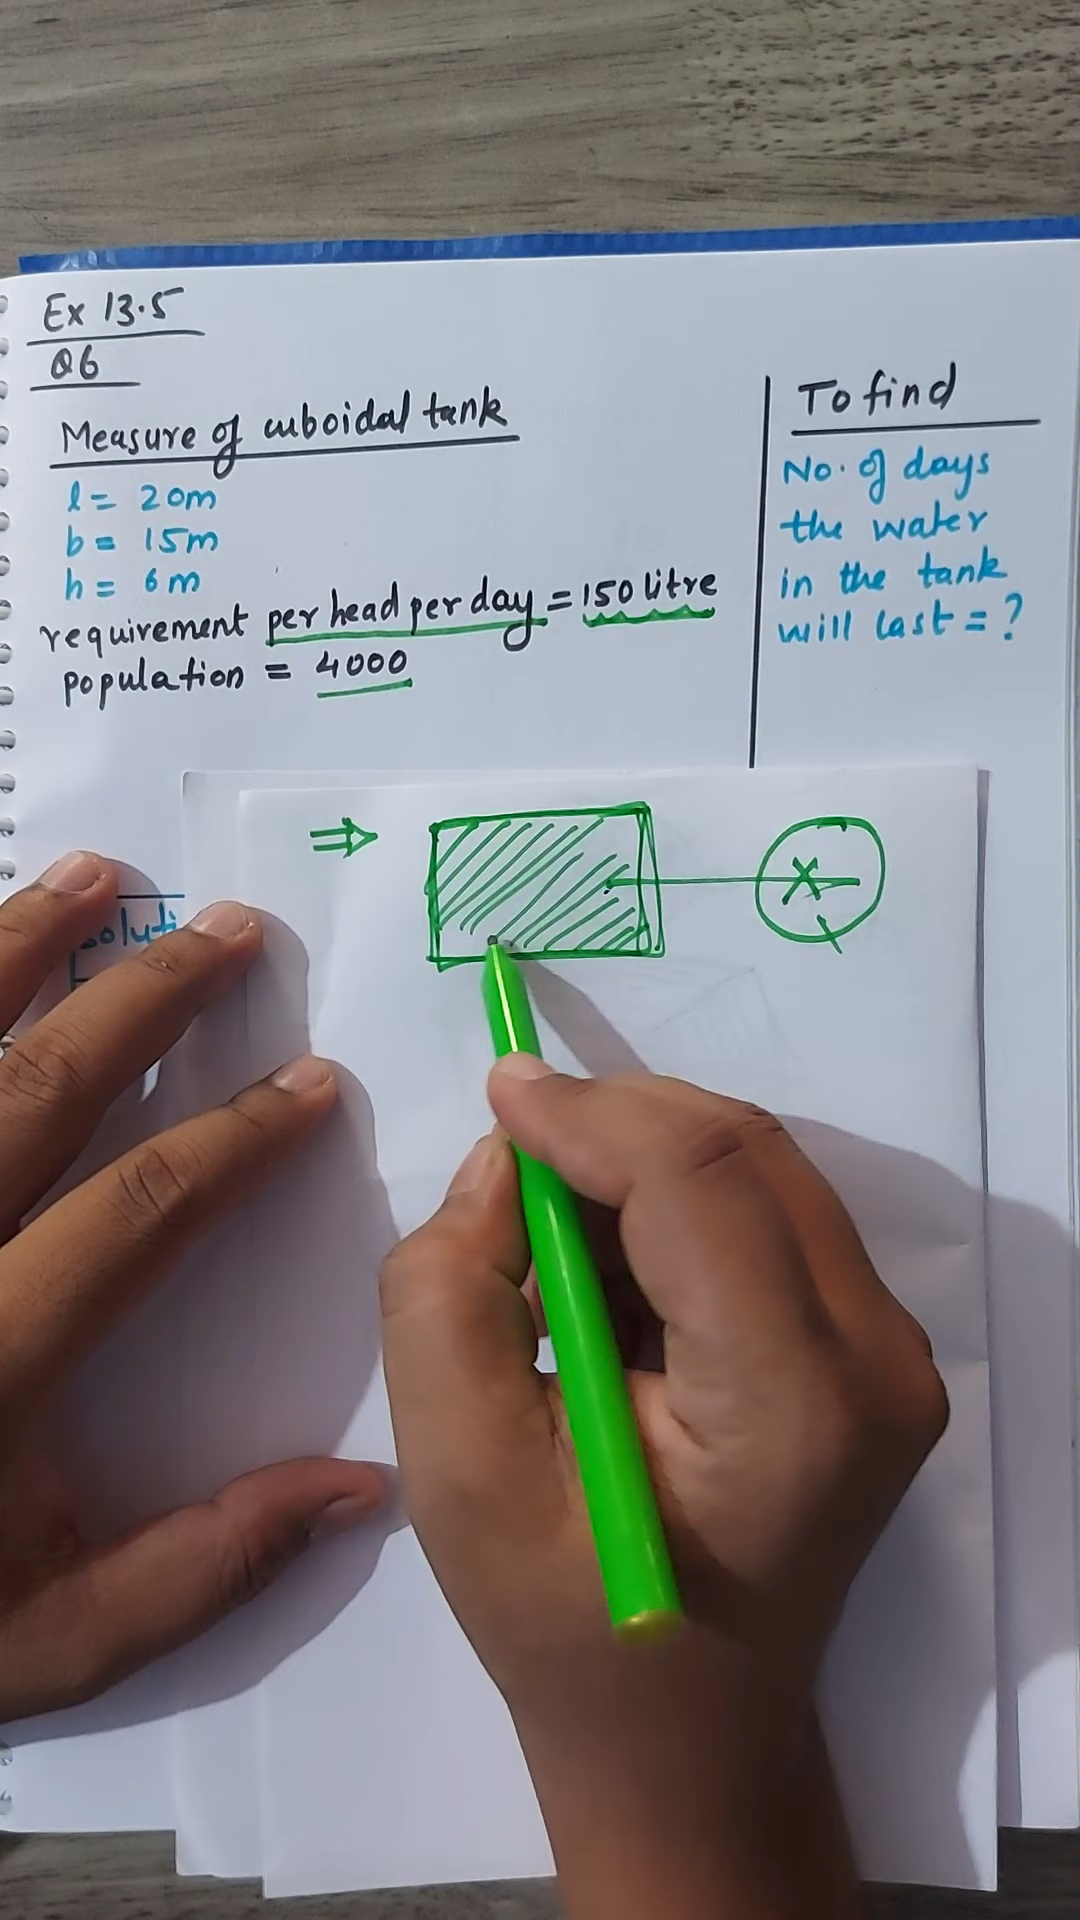 Ex 13.5
Q6
Measure of cuboidal tank
l = 20m
b = 15m
h = 6m
requirement per head per day = 150 litre
population = 4000
To find
No. of days
the water
in the tank
will last = ?